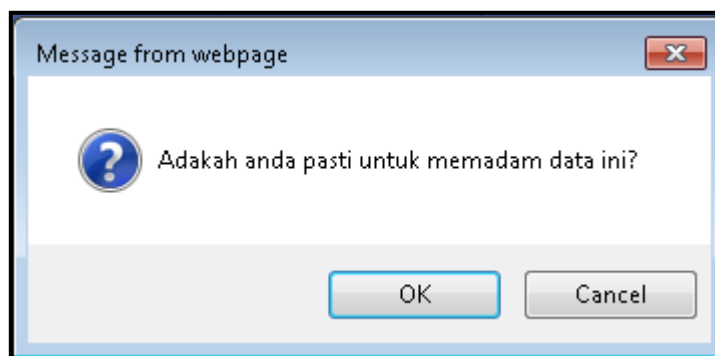 Message from webpage
Adakah anda pasti untuk memadam data ini?
OK
Cancel